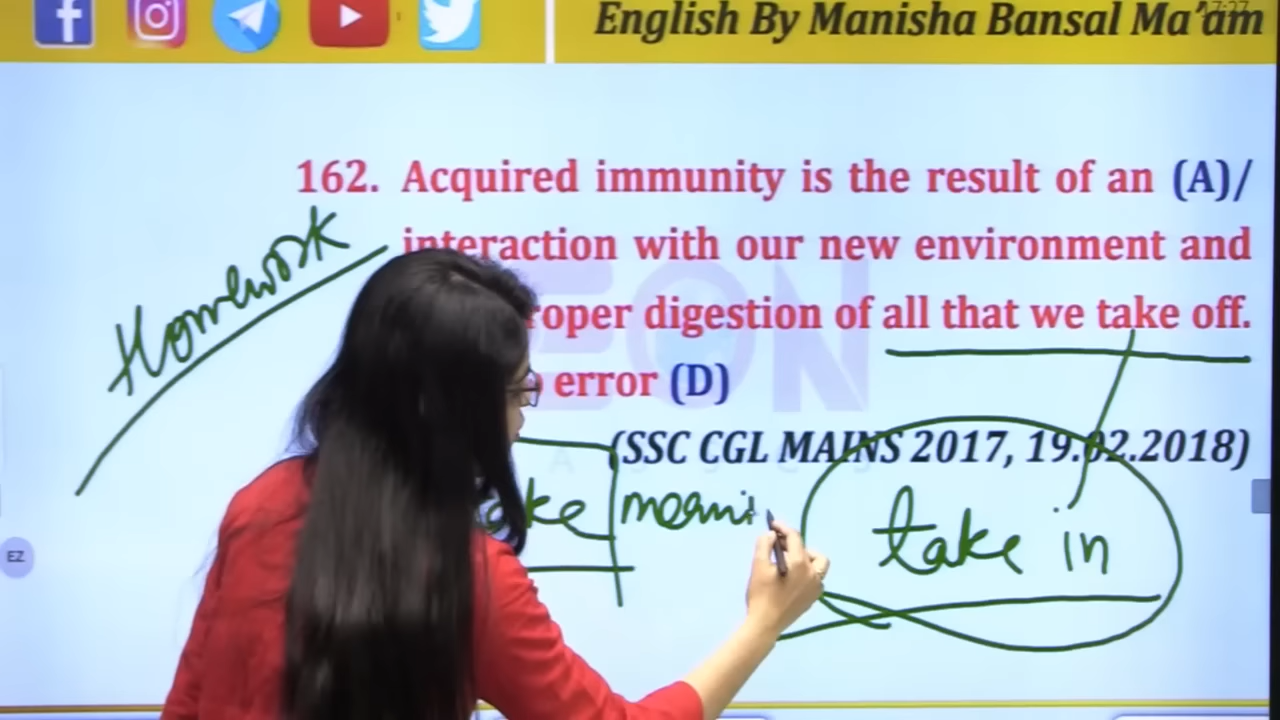 English By Manisha Bansal Ma'am
162. Acquired immunity is the result of an (A)/
interaction with our new environment and
roper digestion of all that we take off.
error (D)
(SSC CGL MAINS 2017, 19.02.2018)
Homework
take in
EZ